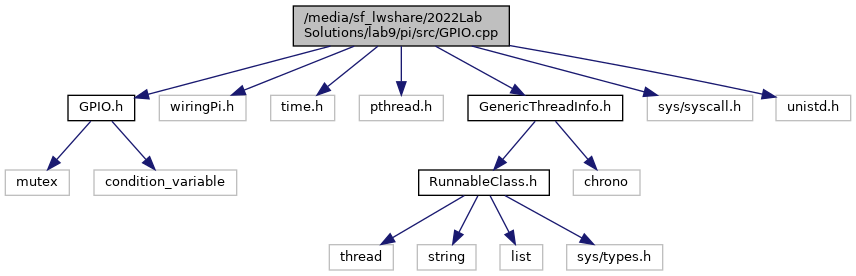 /media/sf_lwshare/2022Lab
Solutions/lab9/pi/src/GPIO.cpp
GPIO.h
wiringPi.h
time.h
pthread.h
GenericThreadInfo.h
sys/syscall.h
unistd.h
mutex
condition_variable
RunnableClass.h
chrono
thread
string
list
sys/types.h